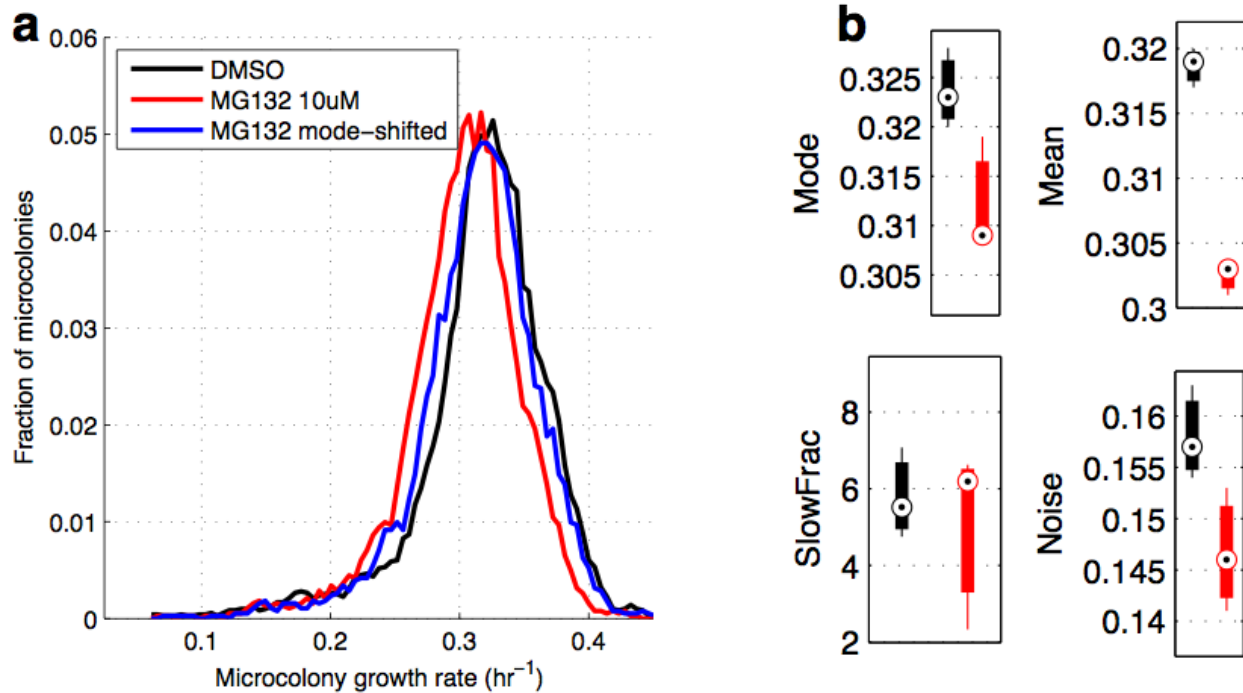 a
0.06
0.05
0.04
0.03
0.02
0.01
0
Fraction of microcolonies
DMSO
MG132 10uM
MG132 mode-shifted
0.1
0.2
0.3
0.4
Microcolony growth rate (hr⁻¹)
b
Mode
0.325
0.32
0.315
0.31
0.305
Mean
0.32
0.315
0.31
0.305
0.3
SlowFrac
8
6
4
2
Noise
0.16
0.155
0.15
0.145
0.14